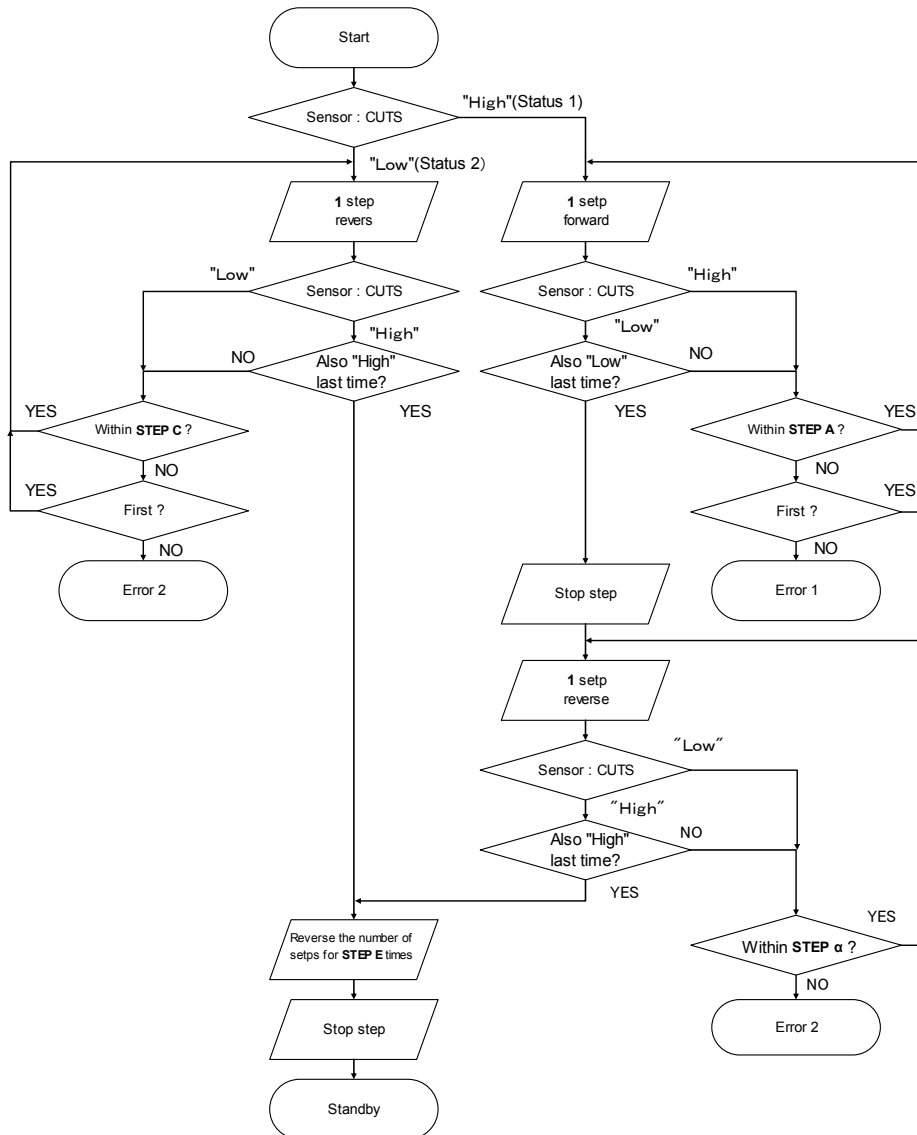 Start
Sensor : CUTS
"High"(Status 1)
"Low"(Status 2)
1 step
revers
1 setp
forward
"Low"
Sensor : CUTS
"High"
Sensor : CUTS
"High"
"Low"
NO
Also "High"
last time?
YES
Also "Low"
last time?
NO
YES
YES
Within STEP C ?
NO
Within STEP A ?
YES
NO
YES
First ?
NO
First ?
YES
NO
Error 2
Stop step
Error 1
1 setp
reverse
Sensor : CUTS
"Low"
"High"
Also "High"
last time?
NO
YES
Reverse the number of
setps for STEP E times
Within STEP α ?
YES
NO
Stop step
Error 2
Standby